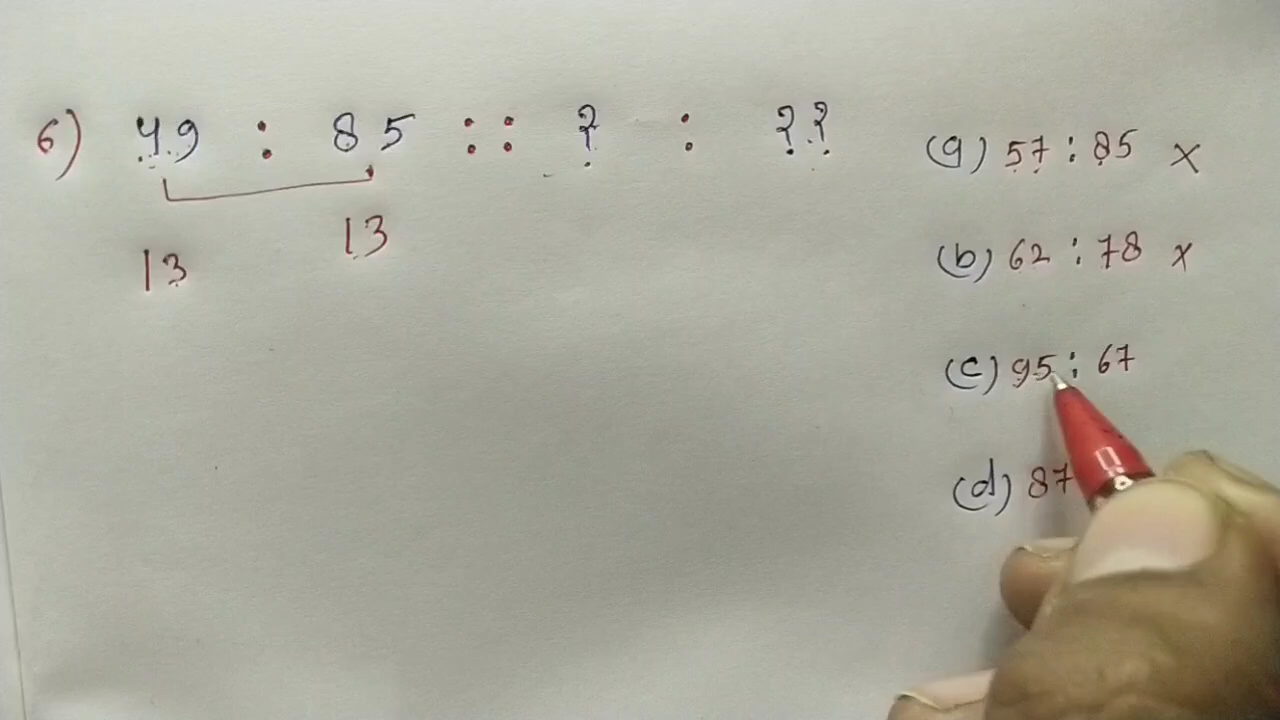 6) 49 : 85 :: ? : ??
13
13
(a) 57 : 85 x
(b) 62 : 78 x
(c) 95 : 67
(d) 87